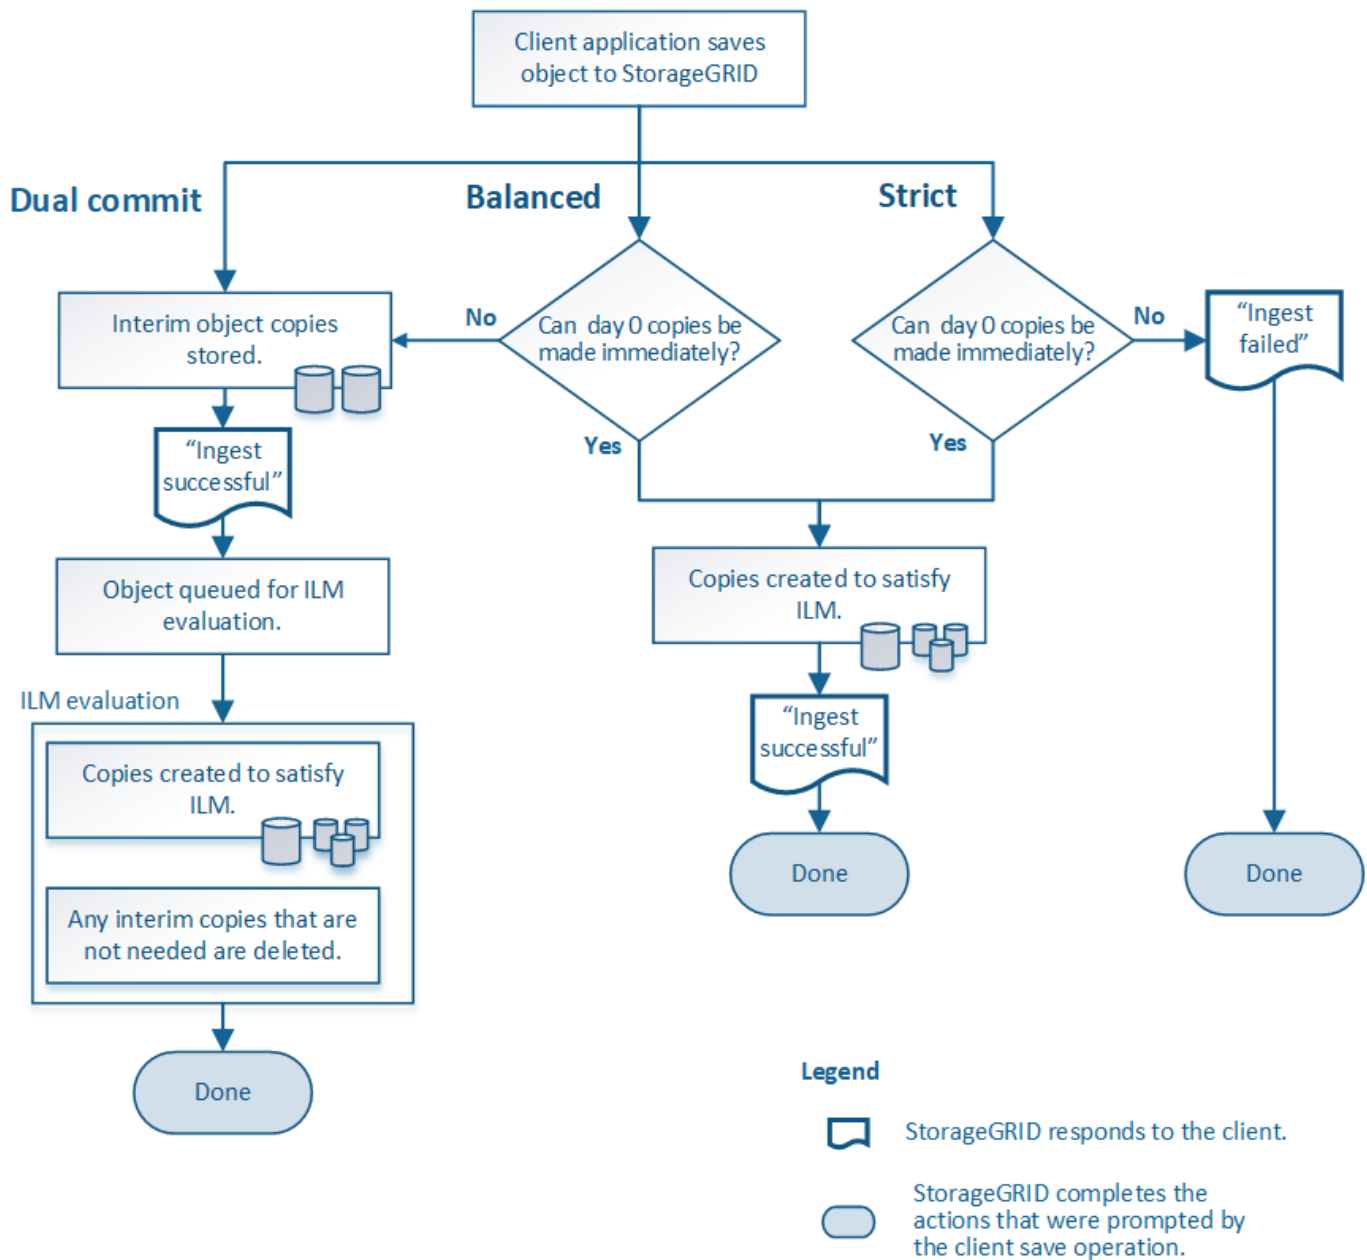 Client application saves
object to StorageGRID
Dual commit
Balanced
Strict
Interim object copies
stored.
No
Can day 0 copies be
made immediately?
Can day 0 copies be
made immediately?
No
“Ingest
failed”
“Ingest
successful”
Yes
Yes
Object queued for ILM
evaluation.
Copies created to satisfy
ILM.
ILM evaluation
“Ingest
successful”
Copies created to satisfy
ILM.
Done
Done
Any interim copies that are
not needed are deleted.
Done
Legend
StorageGRID responds to the client.
StorageGRID completes the
actions that were prompted by
the client save operation.